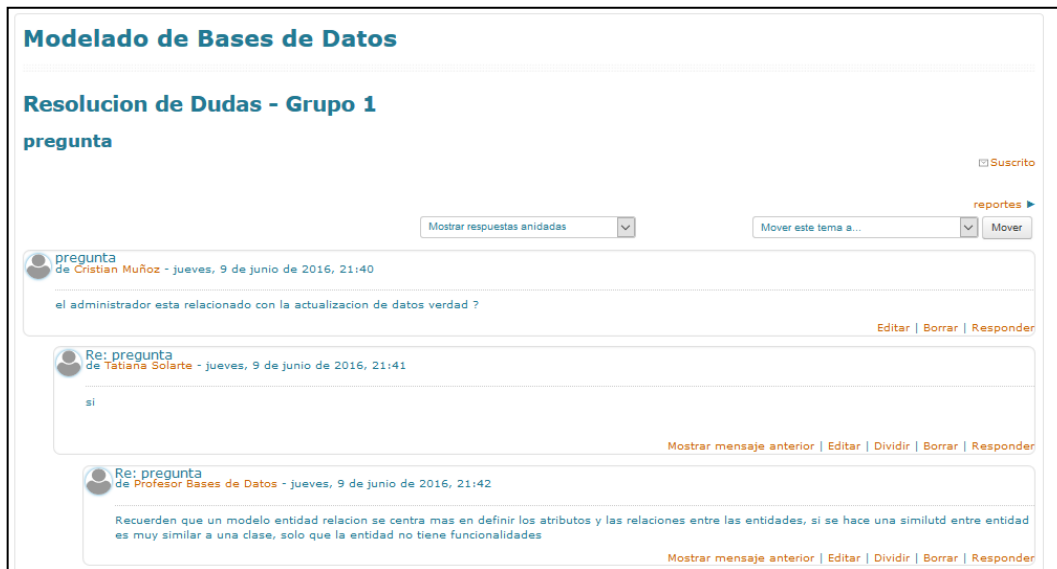 Modelado de Bases de Datos
Resolucion de Dudas - Grupo 1
pregunta
Suscrito
reportes
Mostrar respuestas anidadas
Mover este tema a...
Mover
pregunta
de Cristian Muñoz - jueves, 9 de junio de 2016, 21:40
el administrador esta relacionado con la actualizacion de datos verdad ?
Editar | Borrar | Responder
Re: pregunta
de Tatiana Solarte - jueves, 9 de junio de 2016, 21:41
si
Mostrar mensaje anterior | Editar | Dividir | Borrar | Responder
Re: pregunta
de Profesor Bases de Datos - jueves, 9 de junio de 2016, 21:42
Recuerden que un modelo entidad relacion se centra mas en definir los atributos y las relaciones entre las entidades, si se hace una similutd entre entidad
es muy similar a una clase, solo que la entidad no tiene funcionalidades
Mostrar mensaje anterior | Editar | Dividir | Borrar | Responder